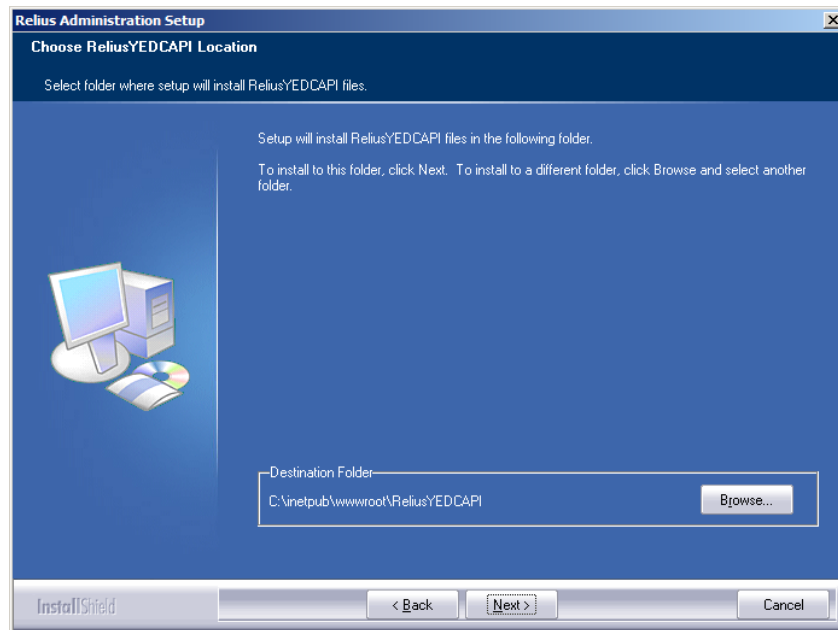 Relius Administration Setup
Choose ReliusYEDCAPI Location
Select folder where setup will install ReliusYEDCAPI files.
Setup will install ReliusYEDCAPI files in the following folder.
To install to this folder, click Next. To install to a different folder, click Browse and select another
folder.
Destination Folder
C:\inetpub\wwwroot\ReliusYEDCAPI
Browse...
InstallShield
< Back
Next >
Cancel